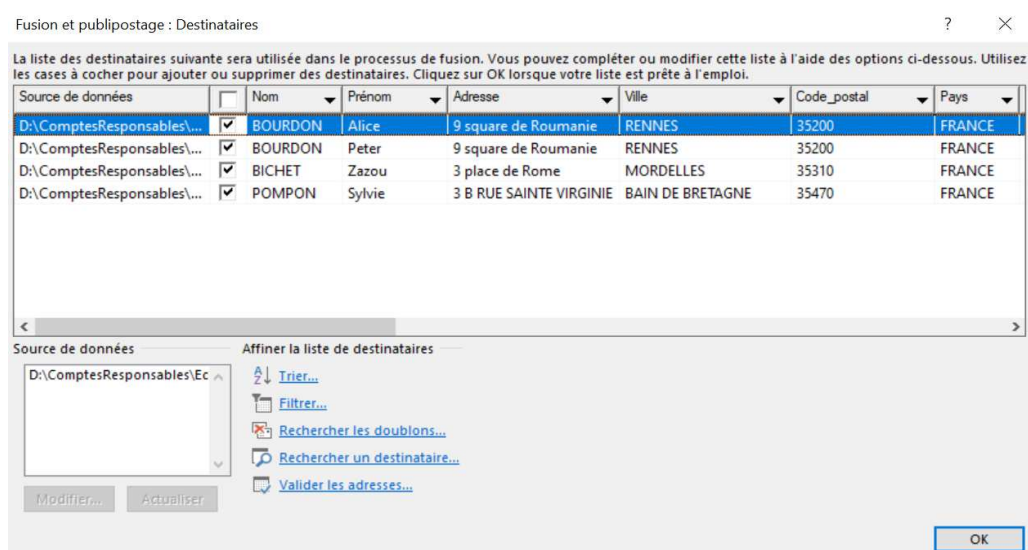 Fusion et publipostage : Destinataires ? ×
La liste des destinataires suivante sera utilisée dans le processus de fusion. Vous pouvez compléter ou modifier cette liste à l'aide des options ci-dessous. Utilisez
les cases à cocher pour ajouter ou supprimer des destinataires. Cliquez sur OK lorsque votre liste est prête à l'emploi.
Source de données Nom Prénom Adresse Ville Code_postal Pays
D:\ComptesResponsables\... BOURDON Alice 9 square de Roumanie RENNES 35200 FRANCE
D:\ComptesResponsables\... BOURDON Peter 9 square de Roumanie RENNES 35200 FRANCE
D:\ComptesResponsables\... BICHET Zazou 3 place de Rome MORDELLES 35310 FRANCE
D:\ComptesResponsables\... POMPON Sylvie 3 B RUE SAINTE VIRGINIE BAIN DE BRETAGNE 35470 FRANCE
Source de données Affiner la liste de destinataires
D:\ComptesResponsables\Ec
Trier...
Filtrer...
Rechercher les doublons...
Rechercher un destinataire...
Valider les adresses...
Modifier... Actualiser
OK